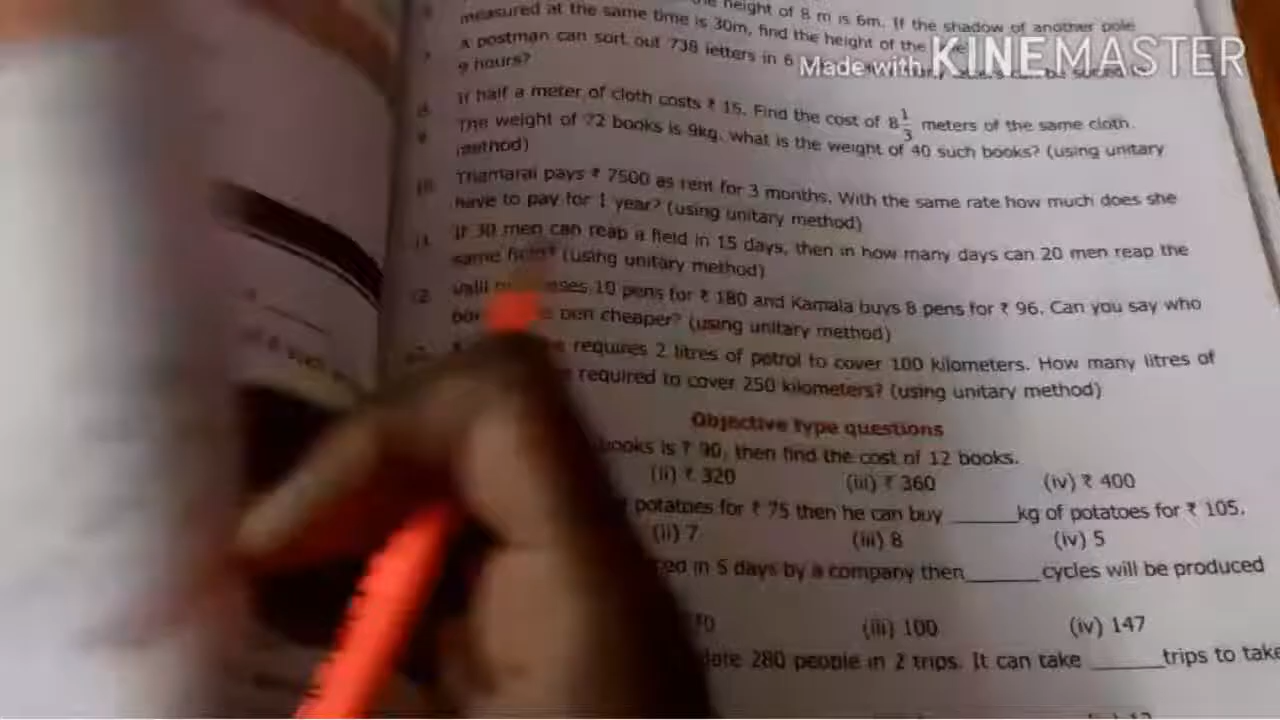 height of 8 m is 6m. If the shadow of another pole
measured at the same time is 30m, find the height of the
A postman can sort out 738 letters in 6
9 hours?
Made with KINEMASTER
8 If half a meter of cloth costs ₹ 15. Find the cost of 8 1/3 meters of the same cloth.
9 The weight of 72 books is 9kg. what is the weight of 40 such books? (using unitary
method)
10 Thamarai pays ₹ 7500 as rent for 3 months. With the same rate how much does she
have to pay for 1 year? (using unitary method)
11 If 30 men can reap a field in 15 days, then in how many days can 20 men reap the
same field? (using unitary method)
12 Valli 10 pens for ₹ 180 and Kamala buys 8 pens for ₹ 96. Can you say who
pen cheaper? (using unitary method)
requires 2 litres of petrol to cover 100 kilometers. How many litres of
required to cover 250 kilometers? (using unitary method)
Objective type questions
books is ₹ 90, then find the cost of 12 books.
(ii) ₹ 320 (iii) ₹ 360 (iv) ₹ 400
potatoes for ₹ 75 then he can buy ______kg of potatoes for ₹ 105.
(ii) 7 (iii) 8 (iv) 5
in 5 days by a company then______cycles will be produced
(iii) 100 (iv) 147
280 people in 2 trips. It can take ______trips to take